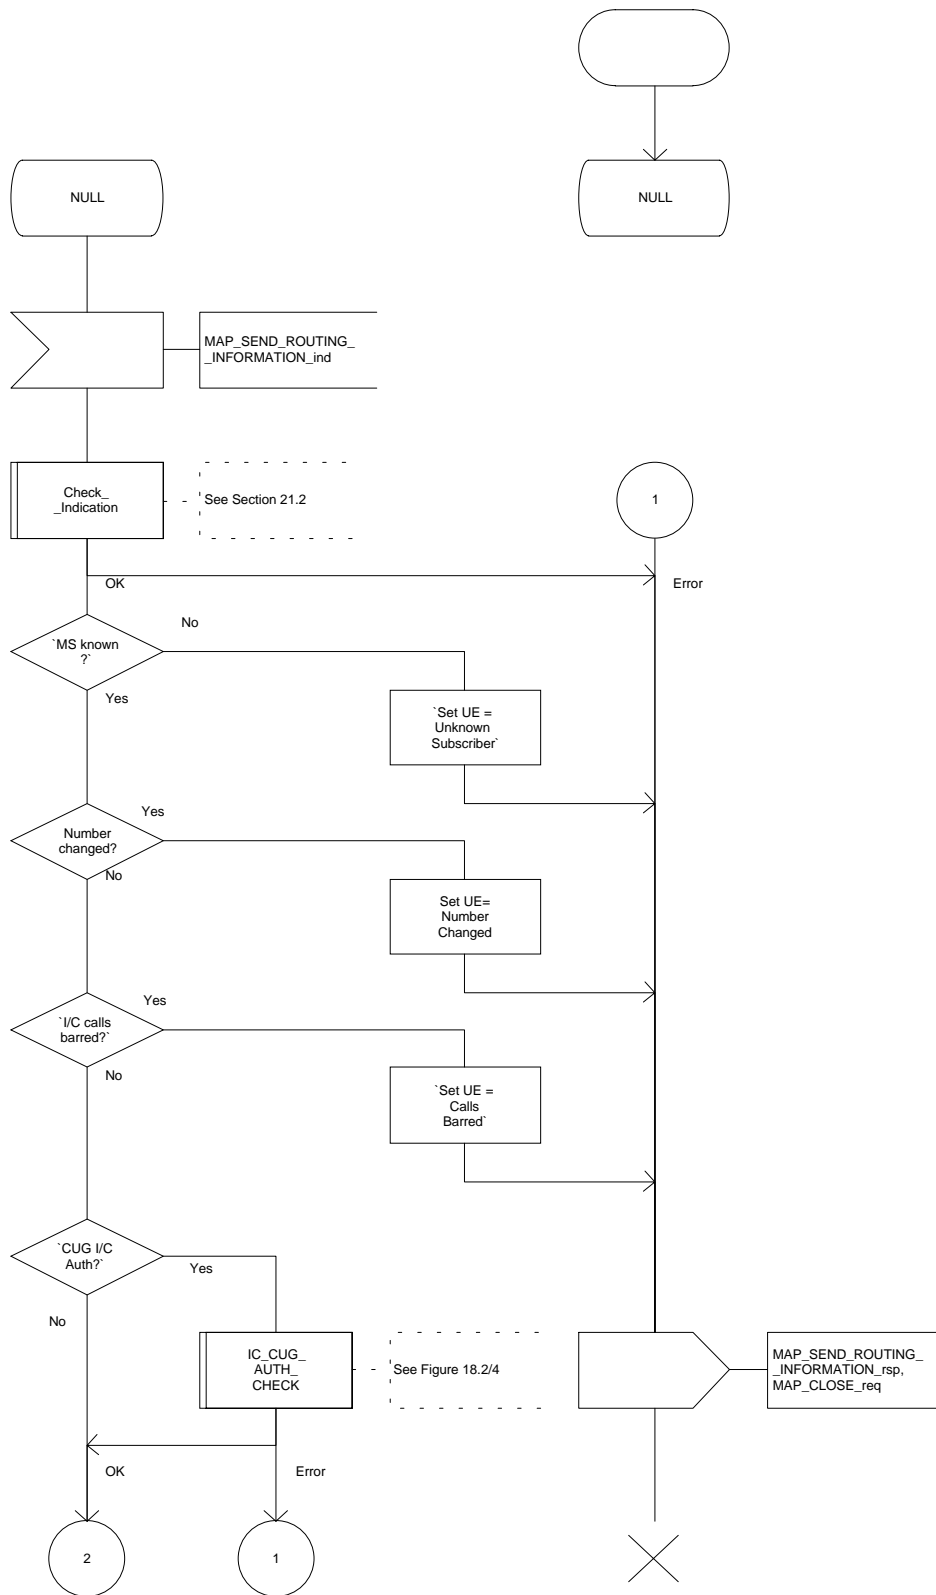 NULL
NULL
MAP_SEND_ROUTING_
_INFORMATION_ind
Check_
_Indication
See Section 21.2
1
OK
Error
No
`MS known
?`
Yes
`Set UE =
Unknown
Subscriber`
Yes
Number
changed?
No
Set UE=
Number
Changed
Yes
`I/C calls
barred?`
No
`Set UE =
Calls
Barred`
`CUG I/C
Auth?`
Yes
No
IC_CUG_
AUTH_
CHECK
See Figure 18.2/4
MAP_SEND_ROUTING_
_INFORMATION_rsp,
MAP_CLOSE_req
OK
Error
2
1